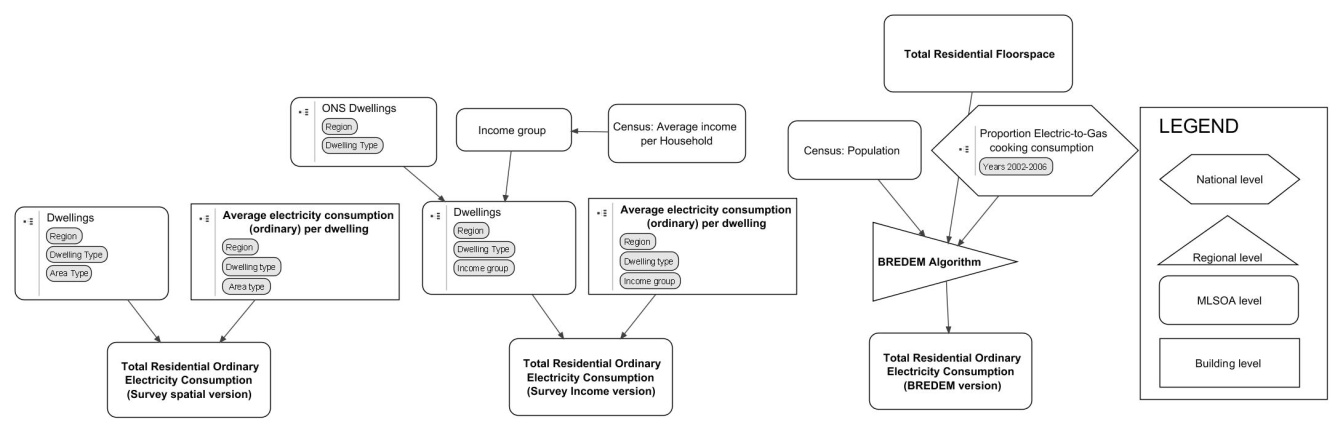 Total Residential Floorspace
ONS Dwellings
Region
Dwelling Type
Income group
Census: Average income
per Household
Census: Population
Proportion Electric-to-Gas
cooking consumption
Years 2002-2006
LEGEND
National level
Regional level
MLSOA level
Building level
Dwellings
Region
Dwelling Type
Area Type
Average electricity consumption
(ordinary) per dwelling
Region
Dwelling type
Area type
Dwellings
Region
Dwelling Type
Income group
Average electricity consumption
(ordinary) per dwelling
Region
Dwelling type
Income group
BREDEM Algorithm
Total Residential Ordinary
Electricity Consumption
(Survey spatial version)
Total Residential Ordinary
Electricity Consumption
(Survey Income version)
Total Residential Ordinary
Electricity Consumption
(BREDEM version)